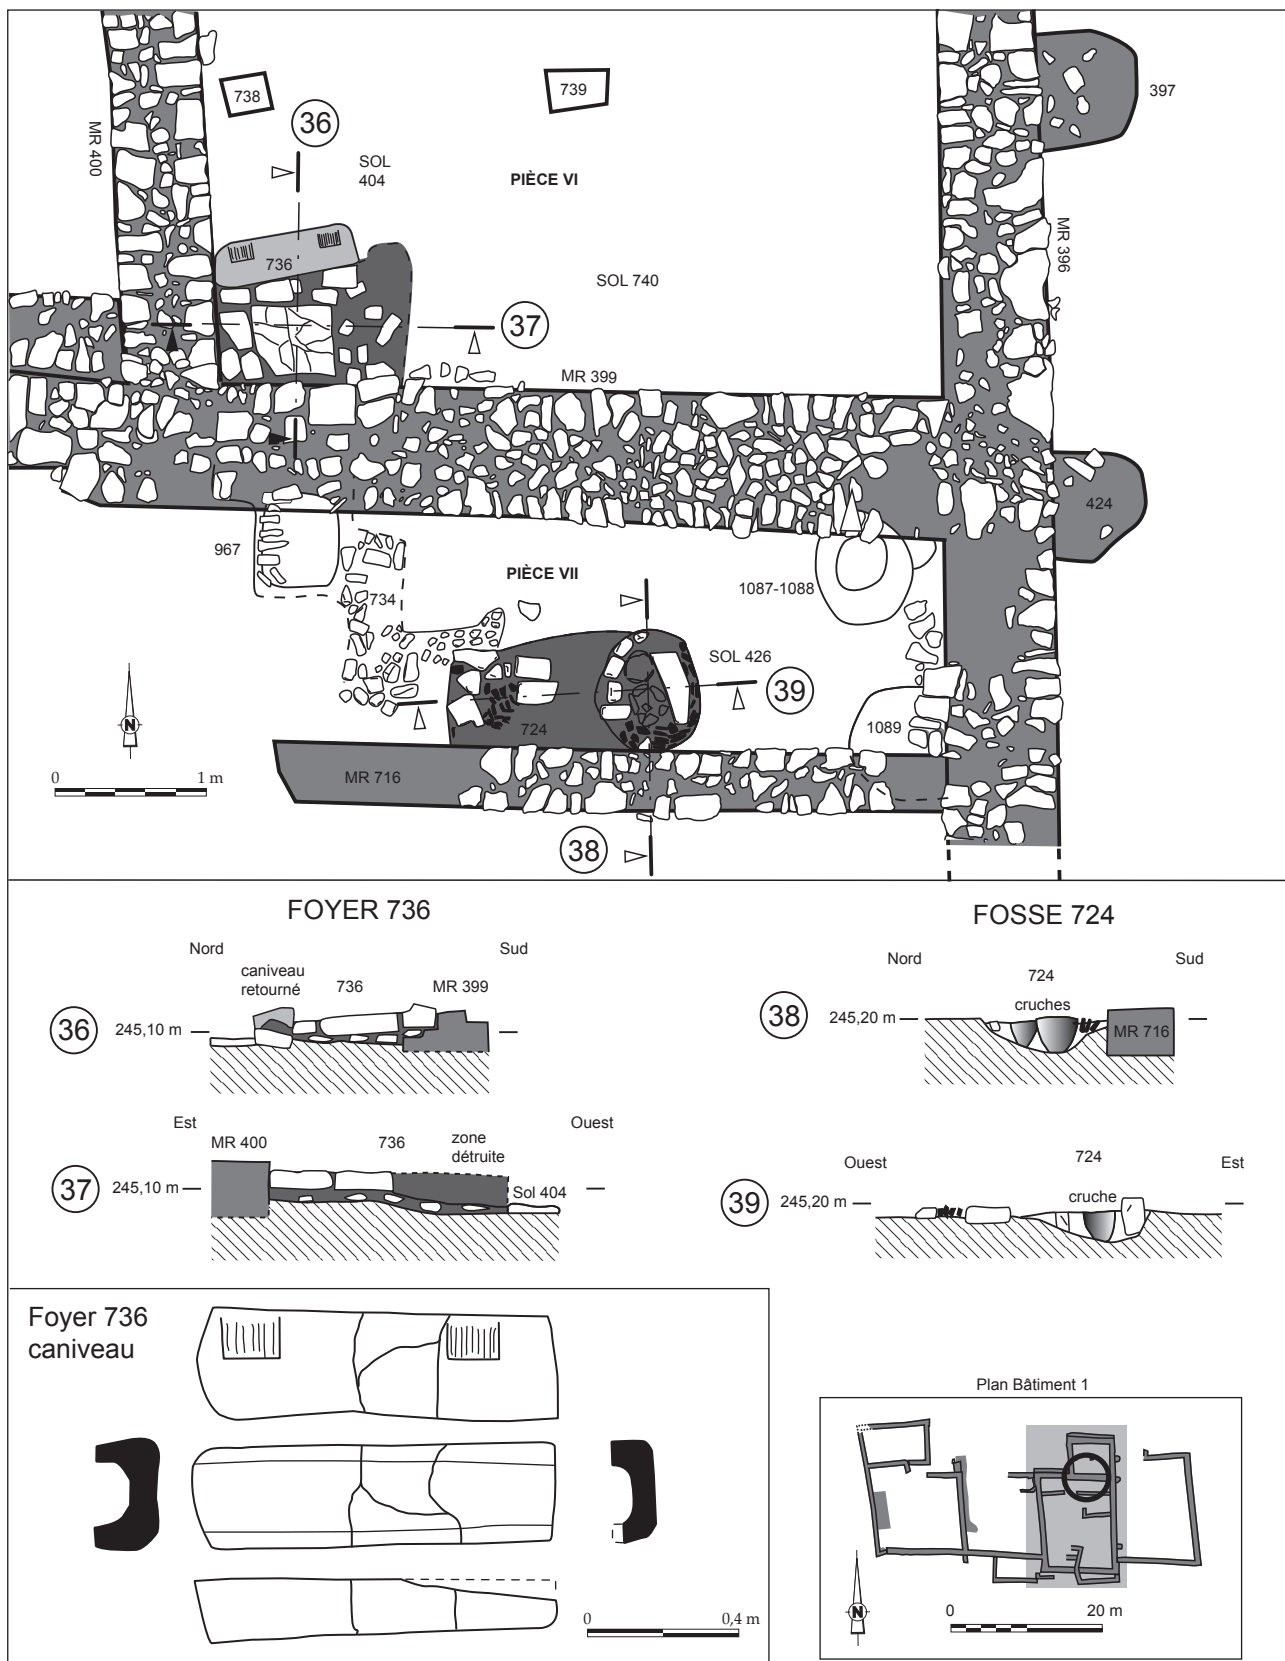 738
739
397
MR 400
36
SOL
404
PIÈCE VI
MR 396
736
SOL 740
37
MR 399
424
967
PIÈCE VII
1087-1088
734
SOL 426
39
N
724
1089
0 1 m
MR 716
38
FOYER 736
Nord
Sud
caniveau
retourné
736
MR 399
36
245,10 m
Est
Ouest
MR 400
736
zone
détruite
37
245,10 m
Sol 404
FOSSE 724
Nord
Sud
724
cruches
38
245,20 m
MR 716
Ouest
724
Est
cruche
39
245,20 m
Foyer 736
caniveau
0 0,4 m
Plan Bâtiment 1
N
0 20 m